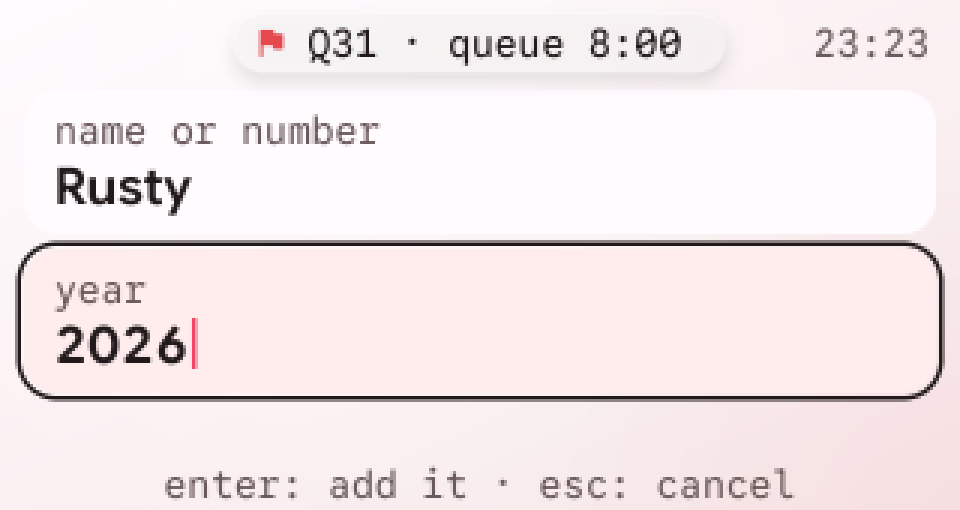 Q31 · queue 8:00
23:23
name or number
Rusty
year
2026
enter: add it · esc: cancel